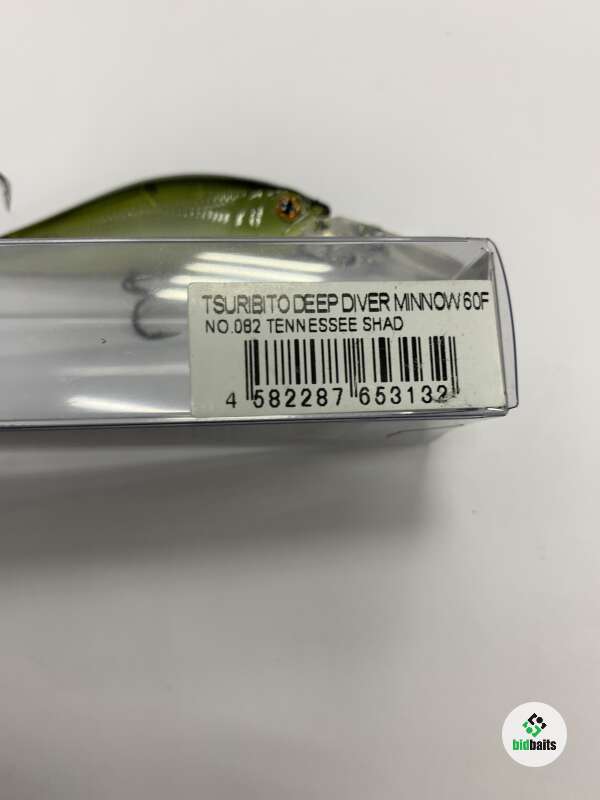 TSURIBITO DEEP DIVER MINNOW 60F
NO.082 TENNESSEE SHAD
4 582287 653132
bidbaits